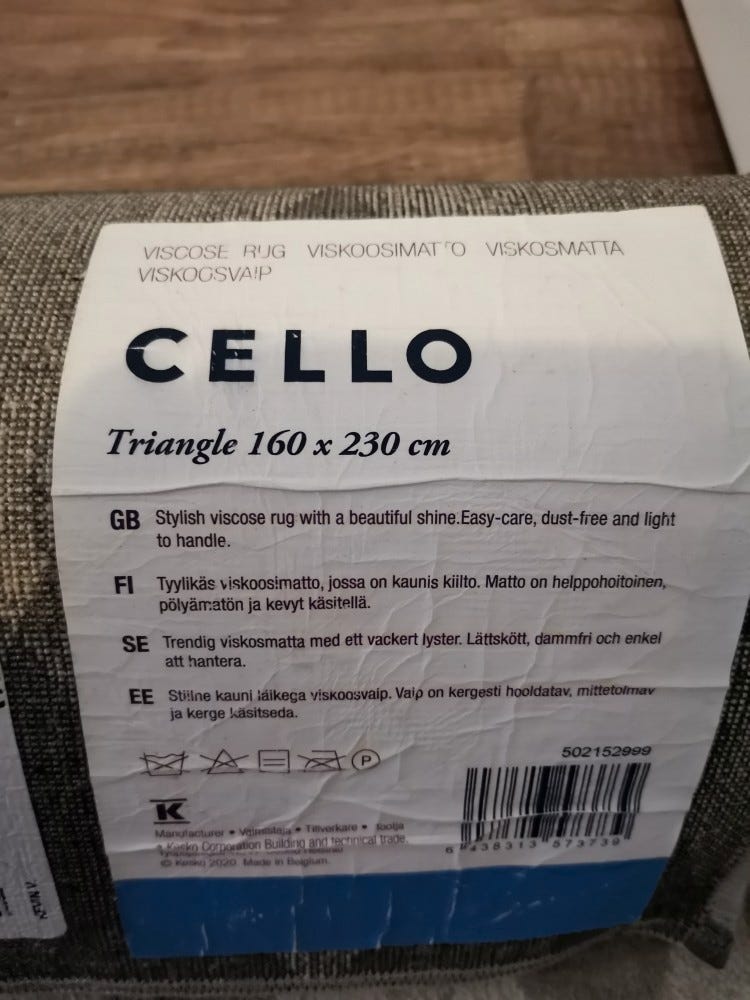 VISCOSE RUG VISKOOSIMATTO VISKOSMATTA
VISKOOSVAIP
CELLO
Triangle 160 x 230 cm
GB Stylish viscose rug with a beautiful shine.Easy-care, dust-free and light
to handle.
FI Tyylikäs viskoosimatto, jossa on kaunis kiilto. Matto on helppohoitoinen,
pölyämätön ja kevyt käsitellä.
SE Trendig viskosmatta med ett vackert lyster. Lättskött, dammfri och enkel
att hantera.
EE Stiilne kauni läikega viskoosvaip. Vaip on kergesti hooldatav, mittetolmav
ja kerge käsitseda.
P
502152999
K
Manufacturer • Valmistaja • Tillverkare • Tootja
Kesko Corporation Building and technical trade.
© Kesko 2020 Made in Belgium.
6 438313 573739